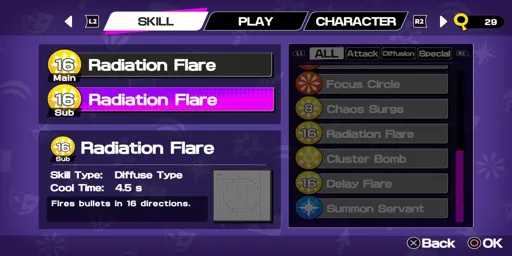 L2 SKILL PLAY CHARACTER R2 29
16 Main Radiation Flare
16 Sub Radiation Flare
16 Sub Radiation Flare
Skill Type: Diffuse Type
Cool Time: 4.5 s
Fires bullets in 16 directions.
L1 ALL Attack Diffusion Special R1
Focus Circle
8 Chaos Surge
16 Radiation Flare
Cluster Bomb
16 Delay Flare
Summon Servant
Back OK